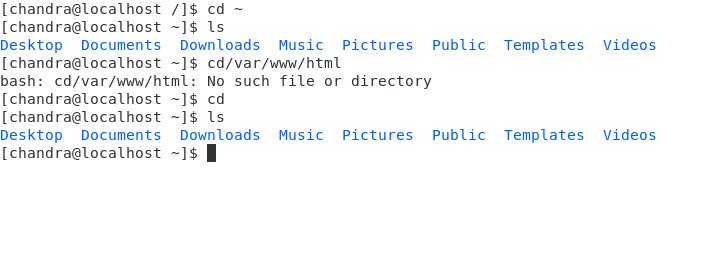 [chandra@localhost /]$ cd ~
[chandra@localhost ~]$ ls
Desktop  Documents  Downloads  Music  Pictures  Public  Templates  Videos
[chandra@localhost ~]$ cd/var/www/html
bash: cd/var/www/html: No such file or directory
[chandra@localhost ~]$ cd
[chandra@localhost ~]$ ls
Desktop  Documents  Downloads  Music  Pictures  Public  Templates  Videos
[chandra@localhost ~]$